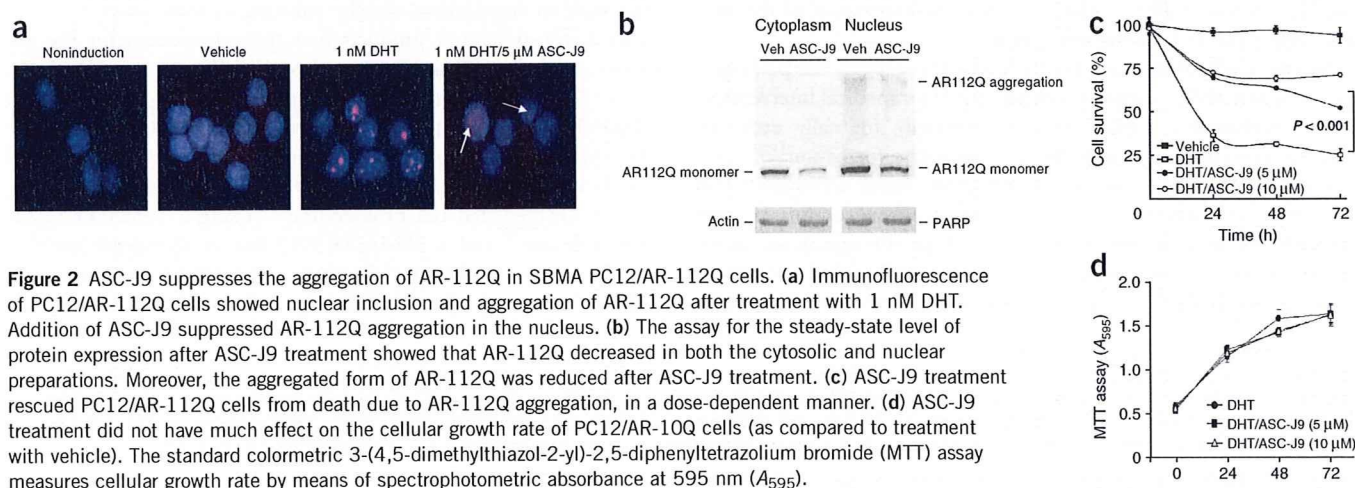 a
Noninduction Vehicle 1 nM DHT 1 nM DHT/5 µM ASC-J9
b
Cytoplasm Nucleus
Veh ASC-J9 Veh ASC-J9
AR112Q aggregation
AR112Q monomer AR112Q monomer
Actin PARP
c
Cell survival (%)
100
75
50
25
P < 0.001
Vehicle
DHT
DHT/ASC-J9 (5 µM)
DHT/ASC-J9 (10 µM)
0 24 48 72
Time (h)
Figure 2 ASC-J9 suppresses the aggregation of AR-112Q in SBMA PC12/AR-112Q cells. (a) Immunofluorescence
of PC12/AR-112Q cells showed nuclear inclusion and aggregation of AR-112Q after treatment with 1 nM DHT.
Addition of ASC-J9 suppressed AR-112Q aggregation in the nucleus. (b) The assay for the steady-state level of
protein expression after ASC-J9 treatment showed that AR-112Q decreased in both the cytosolic and nuclear
preparations. Moreover, the aggregated form of AR-112Q was reduced after ASC-J9 treatment. (c) ASC-J9 treatment
rescued PC12/AR-112Q cells from death due to AR-112Q aggregation, in a dose-dependent manner. (d) ASC-J9
treatment did not have much effect on the cellular growth rate of PC12/AR-10Q cells (as compared to treatment
with vehicle). The standard colormetric 3-(4,5-dimethylthiazol-2-yl)-2,5-diphenyltetrazolium bromide (MTT) assay
measures cellular growth rate by means of spectrophotometric absorbance at 595 nm (A595).
d
MTT assay (A595)
2.0
1.5
1.0
0.5
0
DHT
DHT/ASC-J9 (5 µM)
DHT/ASC-J9 (10 µM)
0 24 48 72